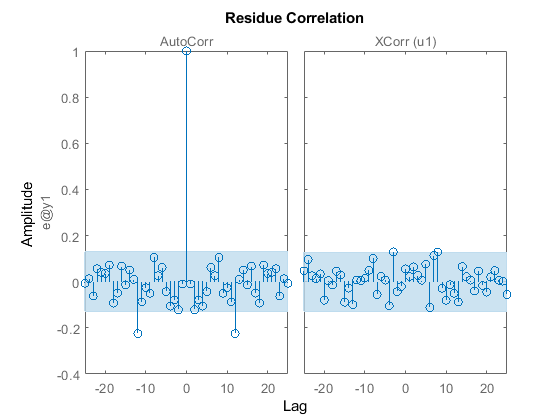 Residue Correlation
AutoCorr
XCorr (u1)
Amplitude
e@y1
1
0.8
0.6
0.4
0.2
0
-0.2
-0.4
-20 -10 0 10 20
-20 -10 0 10 20
Lag